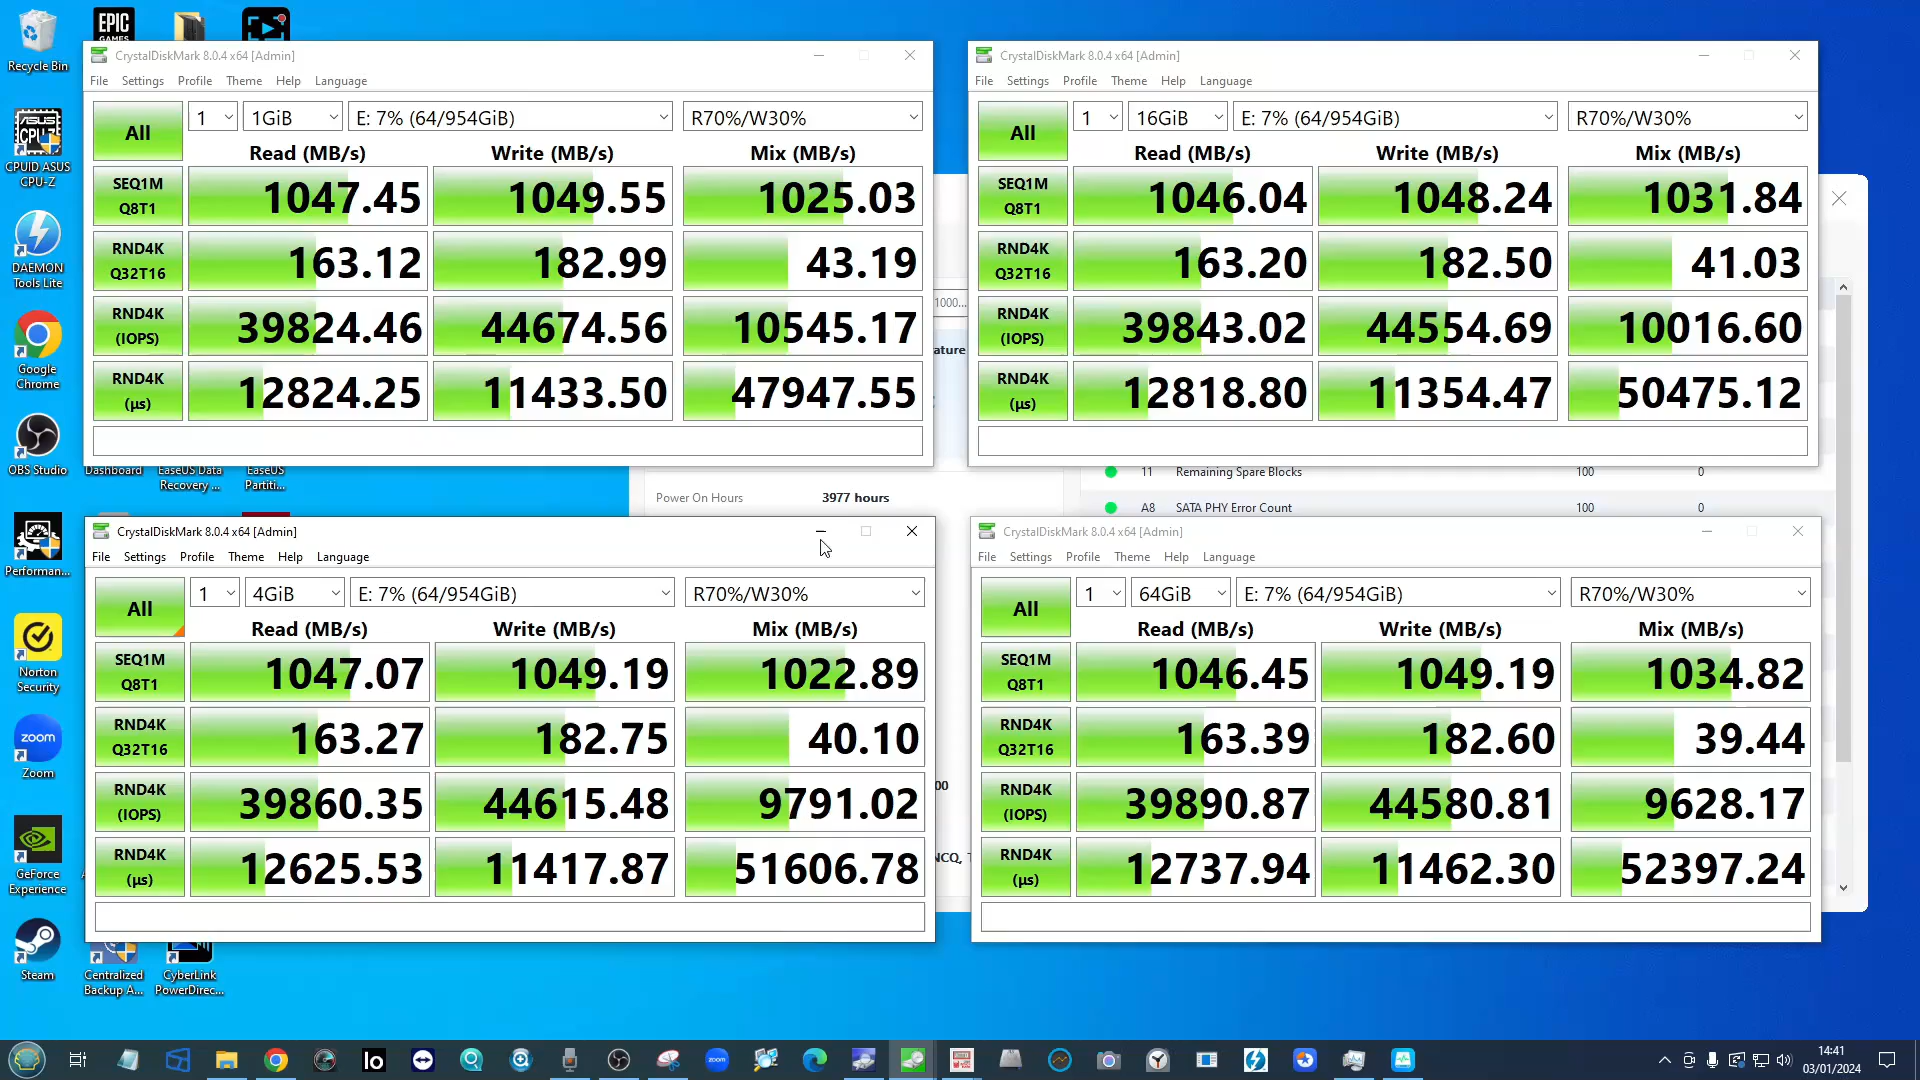 EPIC
GAMES
Recycle Bin
ASUS
CPU-Z
CPUID ASUS
CPU-Z
DAEMON
Tools Lite
Google
Chrome
OBS Studio
Dashboard
EaseUS Data
Recovery ...
EaseUS
Partiti...
Performan...
Norton
Security
zoom
Zoom
GeForce
Experience
Steam
Centralized
Backup A...
CyberLink
PowerDirec...
CrystalDiskMark 8.0.4 x64 [Admin]
File Settings Profile Theme Help Language
All 1 1GiB E: 7% (64/954GiB) R70%/W30%
Read (MB/s) Write (MB/s) Mix (MB/s)
SEQ1M
Q8T1 1047.45 1049.55 1025.03
RND4K
Q32T16 163.12 182.99 43.19
RND4K
(IOPS) 39824.46 44674.56 10545.17
RND4K
(µs) 12824.25 11433.50 47947.55
CrystalDiskMark 8.0.4 x64 [Admin]
File Settings Profile Theme Help Language
All 1 16GiB E: 7% (64/954GiB) R70%/W30%
Read (MB/s) Write (MB/s) Mix (MB/s)
SEQ1M
Q8T1 1046.04 1048.24 1031.84
RND4K
Q32T16 163.20 182.50 41.03
RND4K
(IOPS) 39843.02 44554.69 10016.60
RND4K
(µs) 12818.80 11354.47 50475.12
1000...
ature
11 Remaining Spare Blocks 100 0
Power On Hours 3977 hours
A8 SATA PHY Error Count 100 0
CrystalDiskMark 8.0.4 x64 [Admin]
File Settings Profile Theme Help Language
All 1 4GiB E: 7% (64/954GiB) R70%/W30%
Read (MB/s) Write (MB/s) Mix (MB/s)
SEQ1M
Q8T1 1047.07 1049.19 1022.89
RND4K
Q32T16 163.27 182.75 40.10
RND4K
(IOPS) 39860.35 44615.48 9791.02
RND4K
(µs) 12625.53 11417.87 51606.78
00
NCQ, T
CrystalDiskMark 8.0.4 x64 [Admin]
File Settings Profile Theme Help Language
All 1 64GiB E: 7% (64/954GiB) R70%/W30%
Read (MB/s) Write (MB/s) Mix (MB/s)
SEQ1M
Q8T1 1046.45 1049.19 1034.82
RND4K
Q32T16 163.39 182.60 39.44
RND4K
(IOPS) 39890.87 44580.81 9628.17
RND4K
(µs) 12737.94 11462.30 52397.24
lo
zoom
14:41
03/01/2024